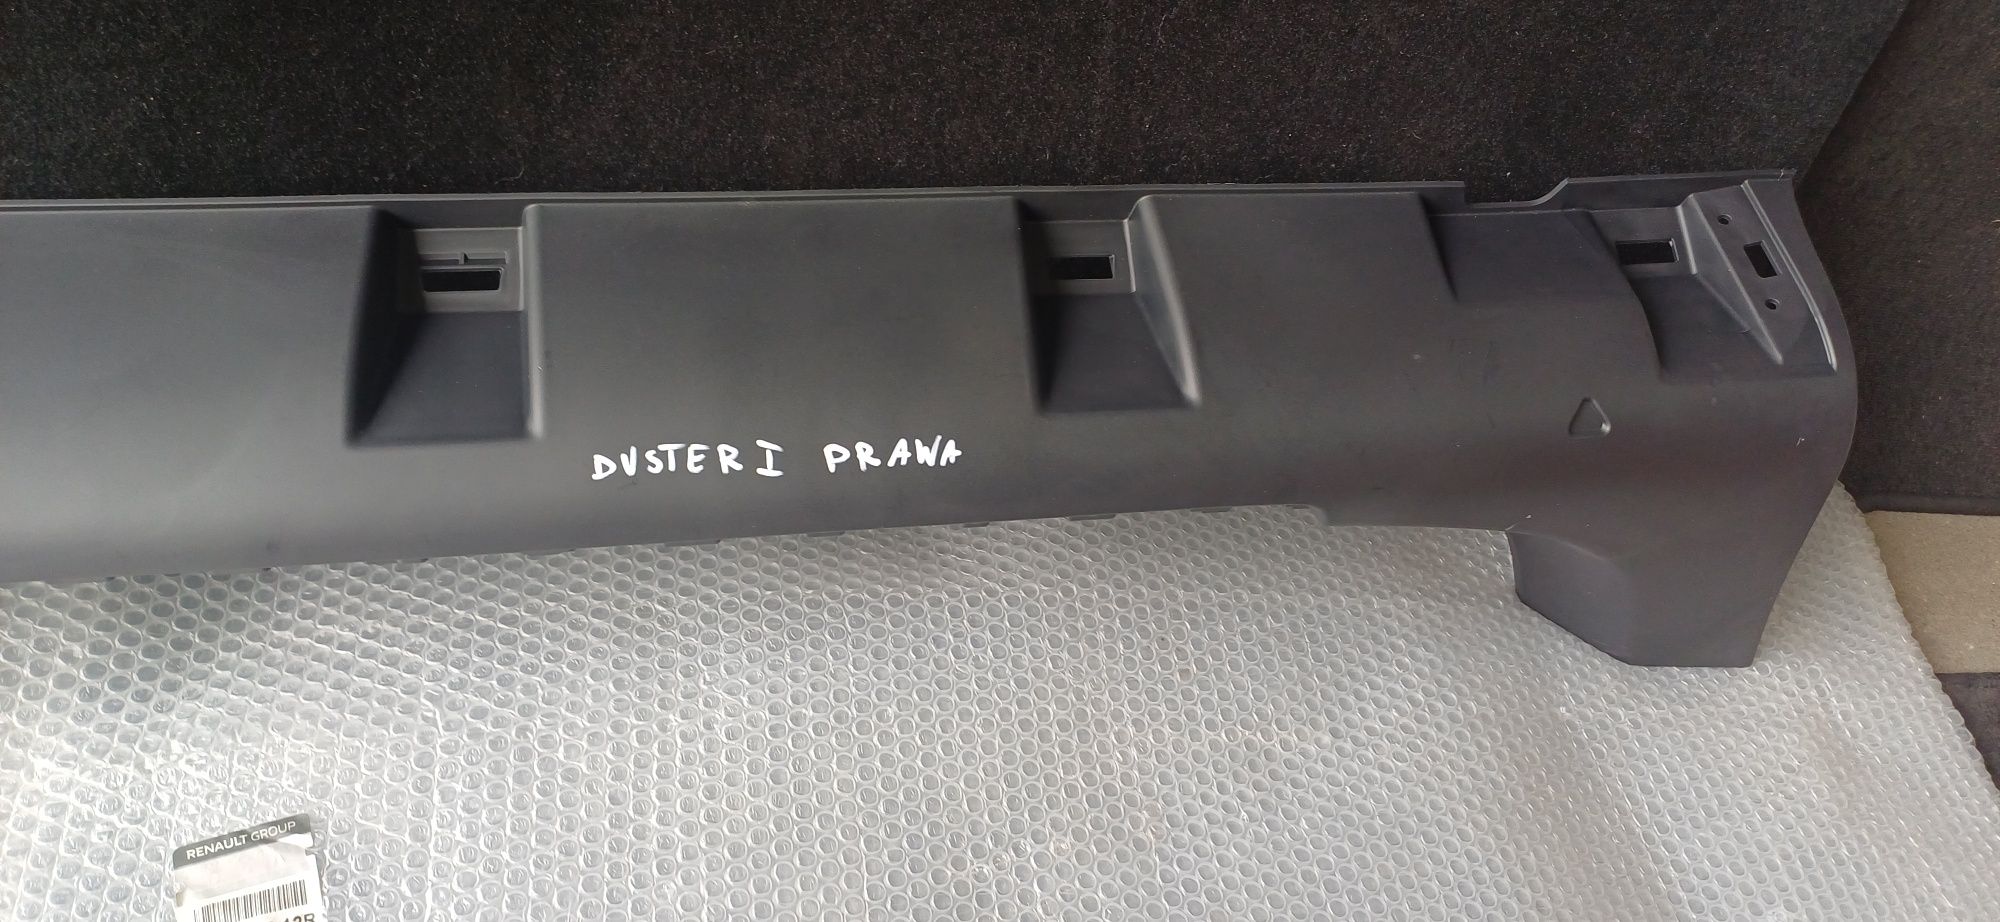 DUSTER I PRAWA
RENAULT GROUP